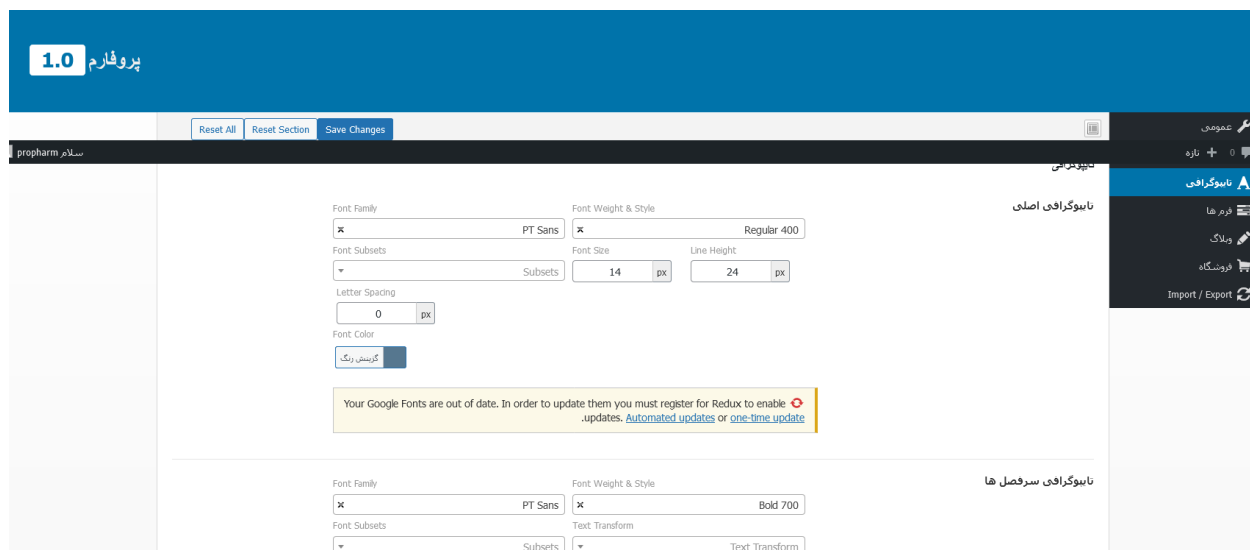 پروفارم 1.0
Reset All Reset Section Save Changes
عمومی
سلام propharm
0 + تازه
تایپوگرافی
تایپوگرافی
فرم ها
وبلاگ
فروشگاه
Import / Export
تایپوگرافی اصلی
Font Family Font Weight & Style
PT Sans Regular 400
Font Subsets Font Size Line Height
Subsets 14 px 24 px
Letter Spacing
0 px
Font Color
گزینش رنگ
Your Google Fonts are out of date. In order to update them you must register for Redux to enable
updates. Automated updates or one-time update.
تایپوگرافی سرفصل ها
Font Family Font Weight & Style
PT Sans Bold 700
Font Subsets Text Transform
Subsets Text Transform